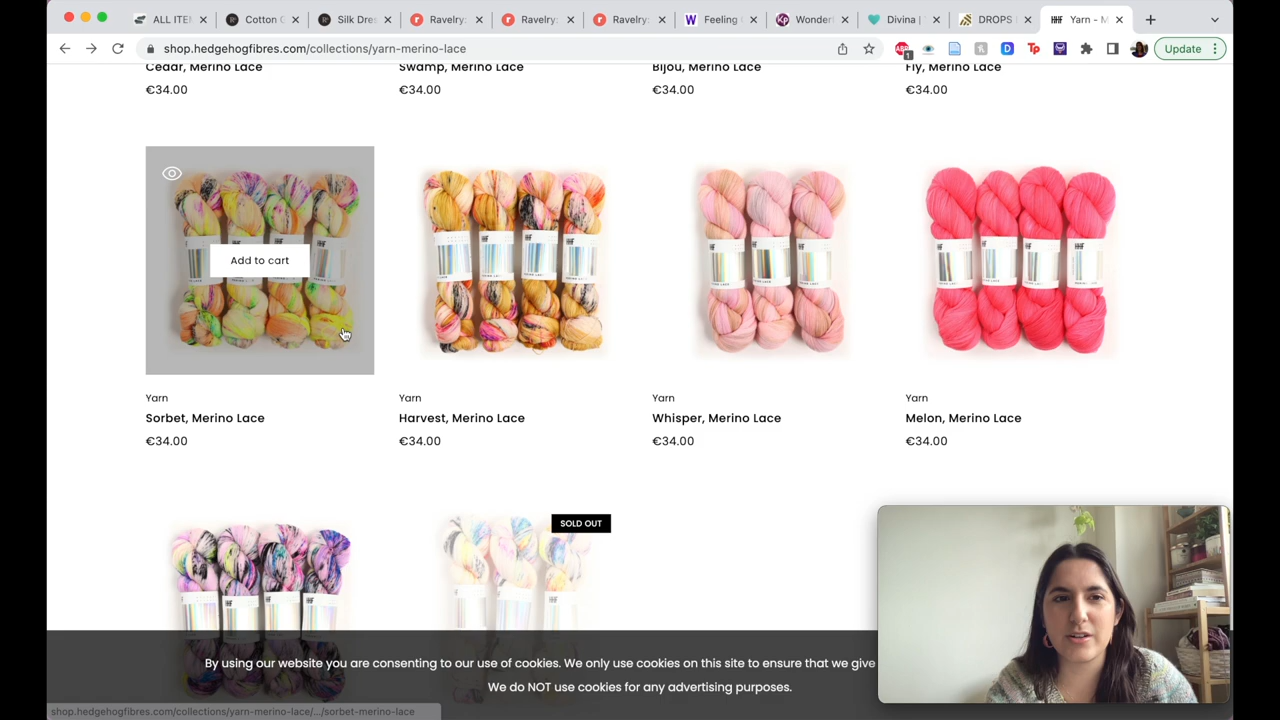 ALL ITEM
Cotton C
Silk Dres
Ravelry:
Ravelry:
Ravelry:
W Feeling
Kp Wonderf
Divina |
DROPS
HHF Yarn - M
shop.hedgehogfibres.com/collections/yarn-merino-lace
Update
Cedar, Merino Lace
Swamp, Merino Lace
Bijou, Merino Lace
Fly, Merino Lace
€34.00
€34.00
€34.00
€34.00
Add to cart
Yarn
Yarn
Yarn
Yarn
Sorbet, Merino Lace
Harvest, Merino Lace
Whisper, Merino Lace
Melon, Merino Lace
€34.00
€34.00
€34.00
€34.00
SOLD OUT
By using our website you are consenting to our use of cookies. We only use cookies on this site to ensure that we give
We do NOT use cookies for any advertising purposes.
shop.hedgehogfibres.com/collections/yarn-merino-lace/.../sorbet-merino-lace